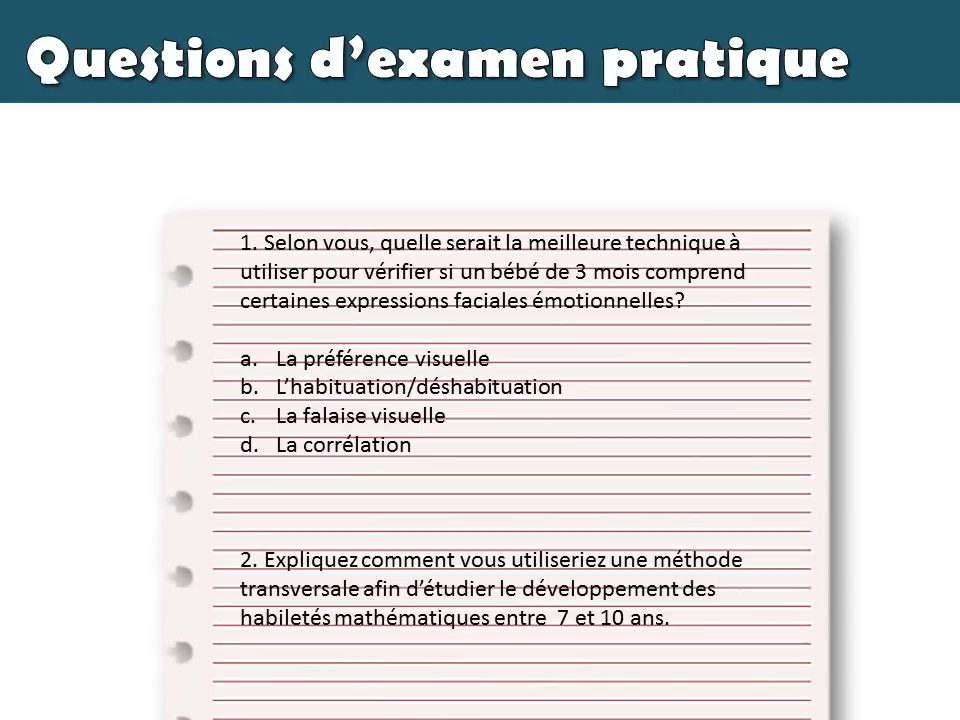 Questions d’examen pratique
1. Selon vous, quelle serait la meilleure technique à
utiliser pour vérifier si un bébé de 3 mois comprend
certaines expressions faciales émotionnelles?
a. La préférence visuelle
b. L’habituation/déshabituation
c. La falaise visuelle
d. La corrélation
2. Expliquez comment vous utiliseriez une méthode
transversale afin d’étudier le développement des
habiletés mathématiques entre 7 et 10 ans.